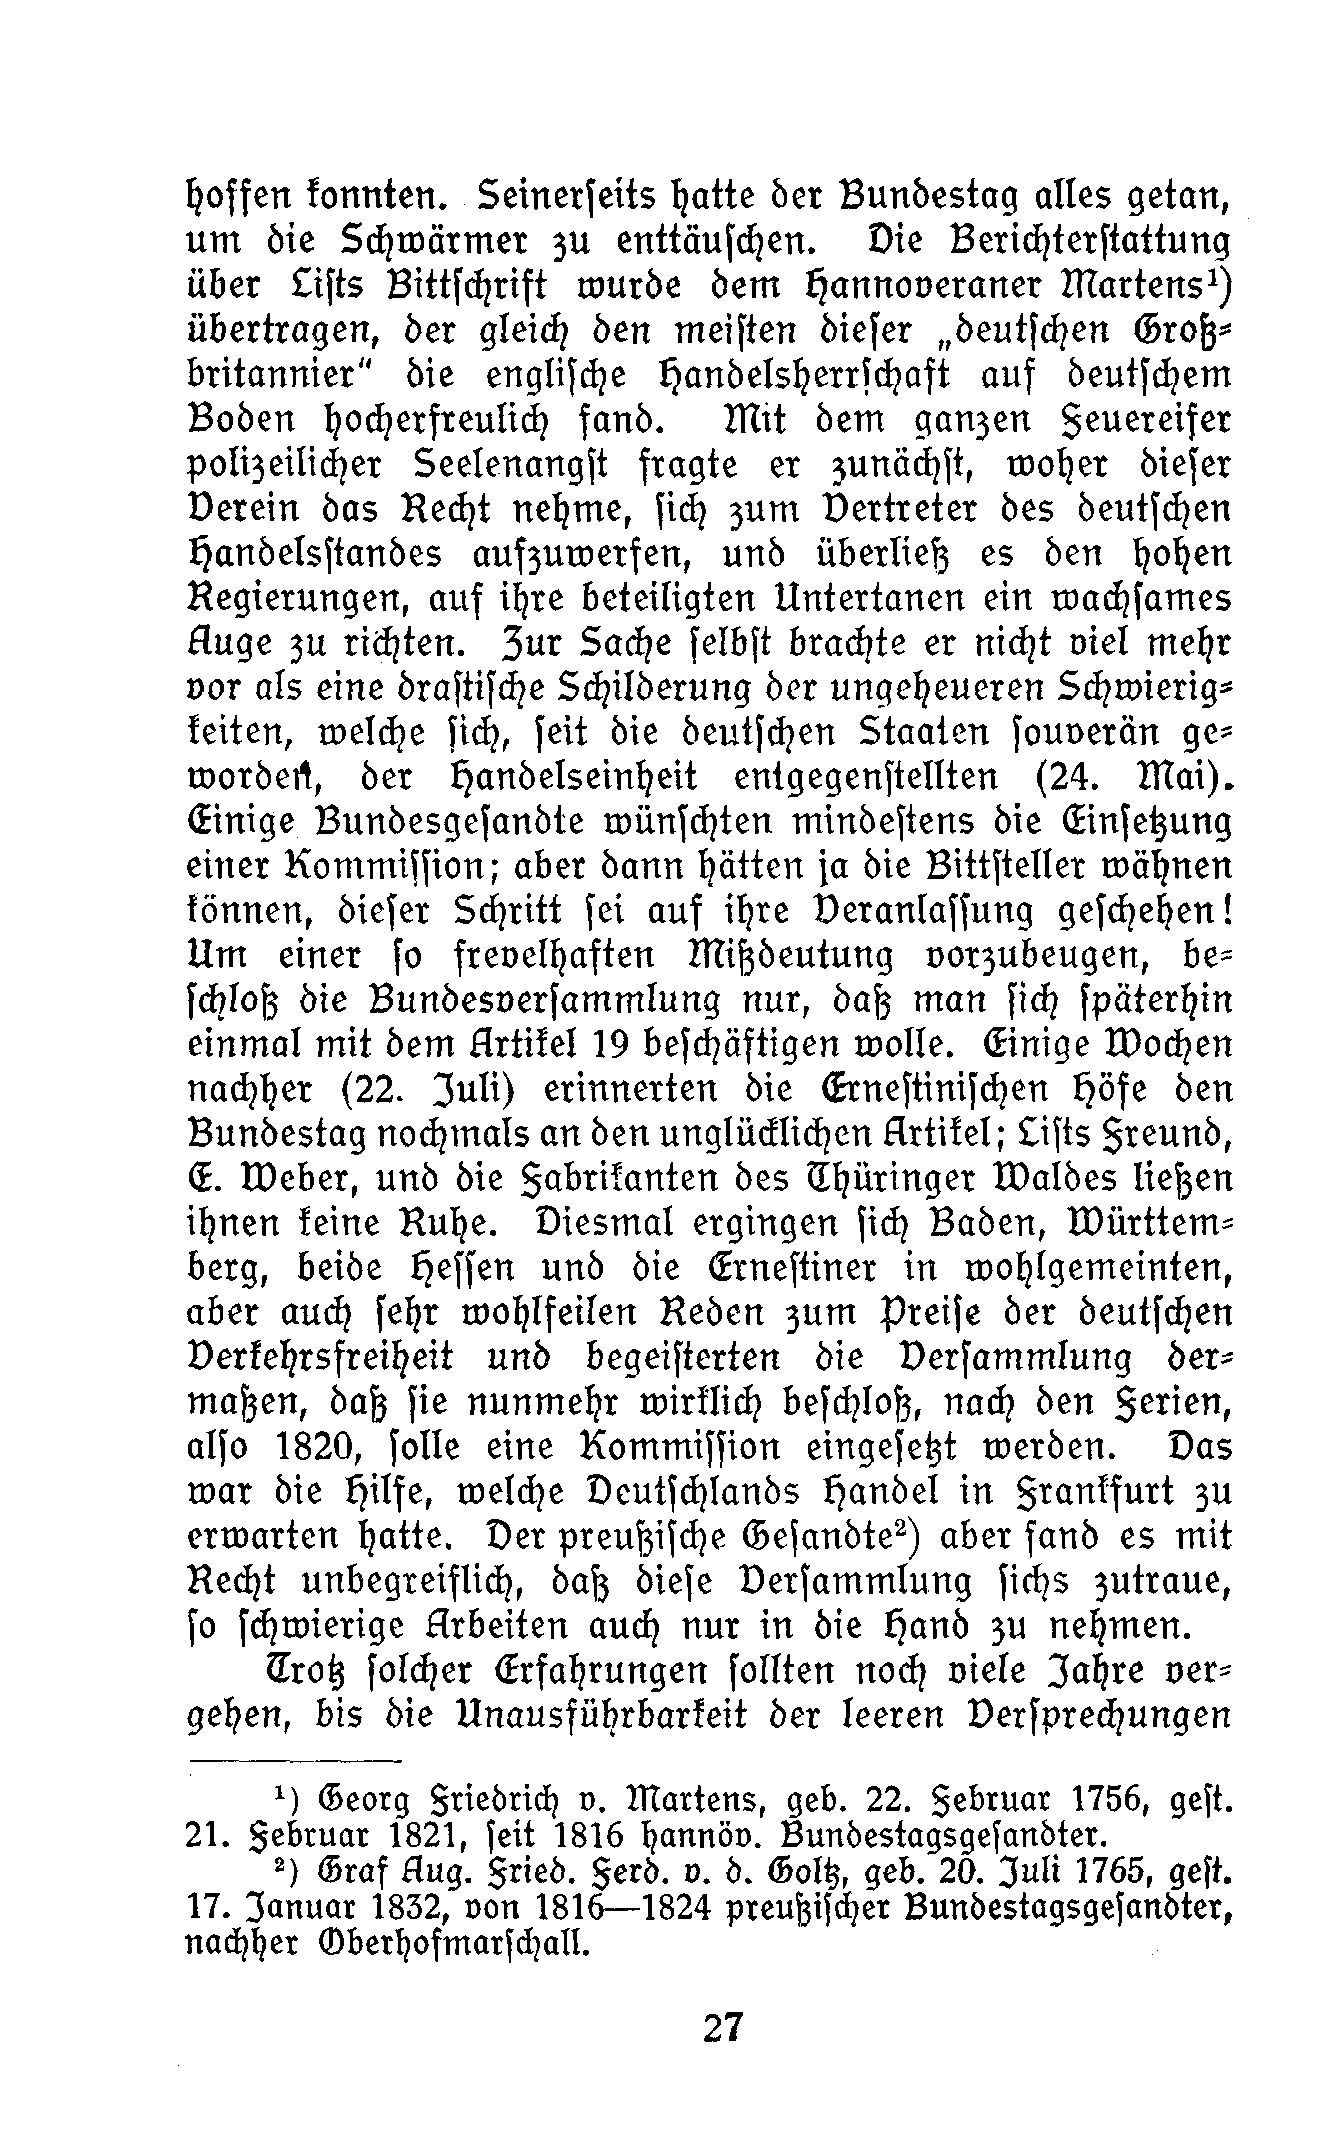 hoffen konnten. Seinerseits hatte der Bundestag alles getan,
um die Schwärmer zu enttäuschen. Die Berichterstattung
über Lists Bittschrift wurde dem Hannoveraner Martens¹)
übertragen, der gleich den meisten dieser „deutschen Groß-
britannier" die englische Handelsherrschaft auf deutschem
Boden hocherfreulich fand. Mit dem ganzen Feuereifer
polizeilicher Seelenangst fragte er zunächst, woher dieser
Verein das Recht nehme, sich zum Vertreter des deutschen
Handelsstandes aufzuwerfen, und überließ es den hohen
Regierungen, auf ihre beteiligten Untertanen ein wachsames
Auge zu richten. Zur Sache selbst brachte er nicht viel mehr
vor als eine drastische Schilderung der ungeheueren Schwierig-
keiten, welche sich, seit die deutschen Staaten souverän ge-
worden, der Handelseinheit entgegenstellten (24. Mai).
Einige Bundesgesandte wünschten mindestens die Einsetzung
einer Kommission; aber dann hätten ja die Bittsteller wähnen
können, dieser Schritt sei auf ihre Veranlassung geschehen!
Um einer so frevelhaften Mißdeutung vorzubeugen, be-
schloß die Bundesversammlung nur, daß man sich späterhin
einmal mit dem Artikel 19 beschäftigen wolle. Einige Wochen
nachher (22. Juli) erinnerten die Ernestinischen Höfe den
Bundestag nochmals an den unglücklichen Artikel; Lists Freund,
E. Weber, und die Fabrikanten des Thüringer Waldes ließen
ihnen keine Ruhe. Diesmal ergingen sich Baden, Württem-
berg, beide Hessen und die Ernestiner in wohlgemeinten,
aber auch sehr wohlfeilen Reden zum Preise der deutschen
Verkehrsfreiheit und begeisterten die Versammlung der-
maßen, daß sie nunmehr wirklich beschloß, nach den Ferien,
also 1820, solle eine Kommission eingesetzt werden. Das
war die Hilfe, welche Deutschlands Handel in Frankfurt zu
erwarten hatte. Der preußische Gesandte²) aber fand es mit
Recht unbegreiflich, daß diese Versammlung sichs zutraue,
so schwierige Arbeiten auch nur in die Hand zu nehmen.
Trotz solcher Erfahrungen sollten noch viele Jahre ver-
gehen, bis die Unausführbarkeit der leeren Versprechungen
¹) Georg Friedrich v. Martens, geb. 22. Februar 1756, gest.
21. Februar 1821, seit 1816 hannöv. Bundestagsgesandter.
²) Graf Aug. Fried. Ferd. v. d. Goltz, geb. 20. Juli 1765, gest.
17. Januar 1832, von 1816—1824 preußischer Bundestagsgesandter,
nachher Oberhofmarschall.
27